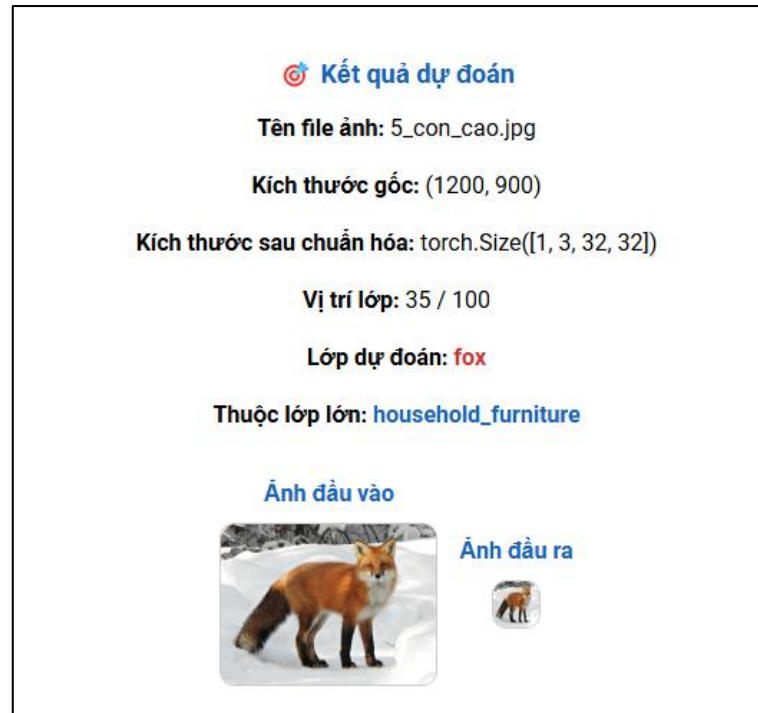 Kết quả dự đoán
Tên file ảnh: 5_con_cao.jpg
Kích thước gốc: (1200, 900)
Kích thước sau chuẩn hóa: torch.Size([1, 3, 32, 32])
Vị trí lớp: 35 / 100
Lớp dự đoán: fox
Thuộc lớp lớn: household_furniture
Ảnh đầu vào
Ảnh đầu ra